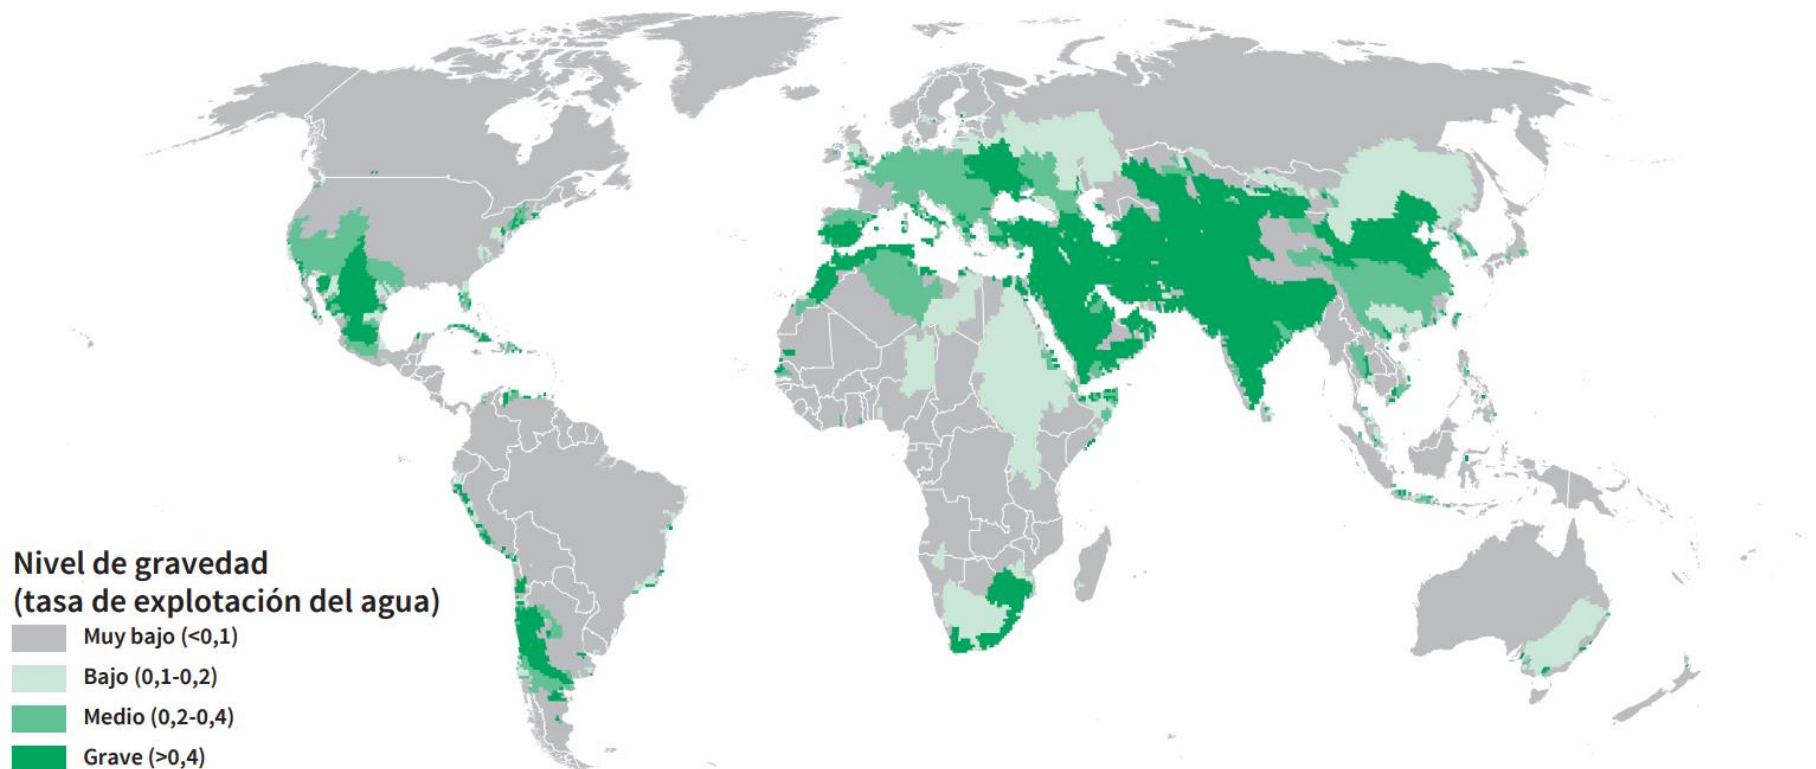 Nivel de gravedad
(tasa de explotación del agua)
Muy bajo (<0,1)
Bajo (0,1-0,2)
Medio (0,2-0,4)
Grave (>0,4)